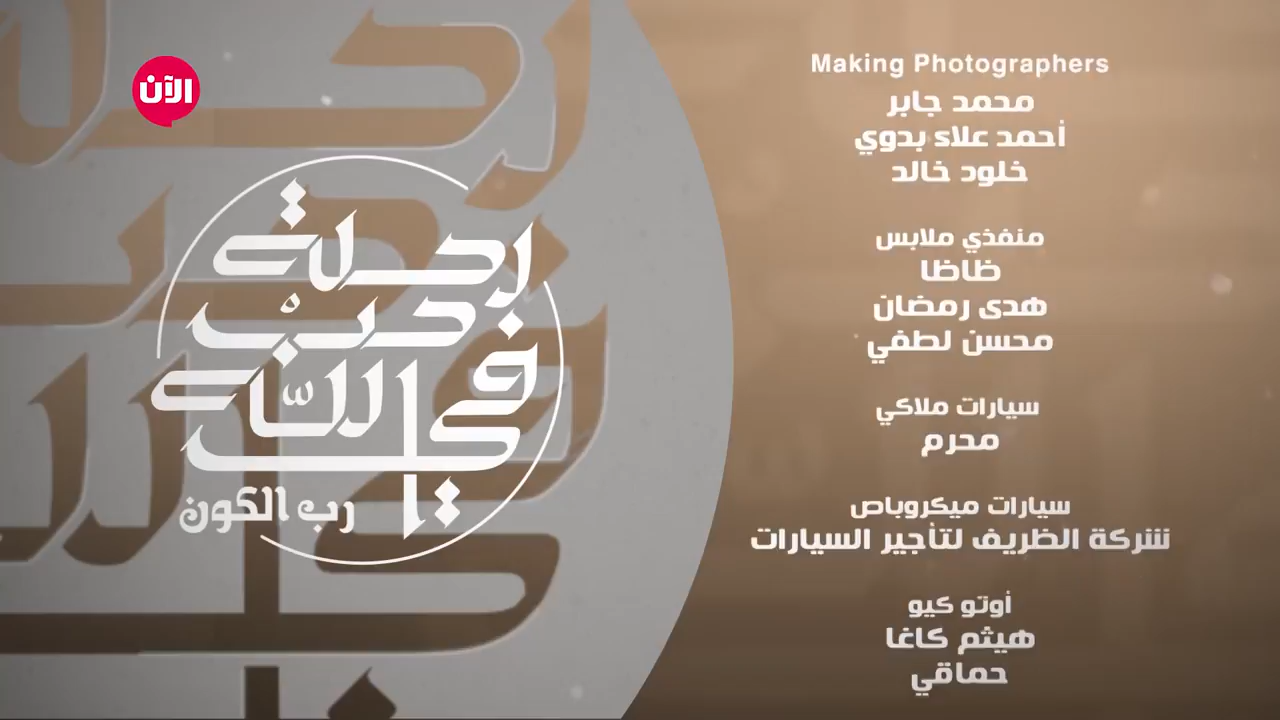 الآن
رحلة
حب
في الله
يا رب الكون
Making Photographers
محمد جابر
أحمد علاء بدوي
خلود خالد
منفذي ملابس
ظاظا
هدى رمضان
محسن لطفي
سيارات ملاكي
محرم
سيارات ميكروباص
شركة الظريف لتأجير السيارات
أوتو كيو
هيثم كاغا
حماقي